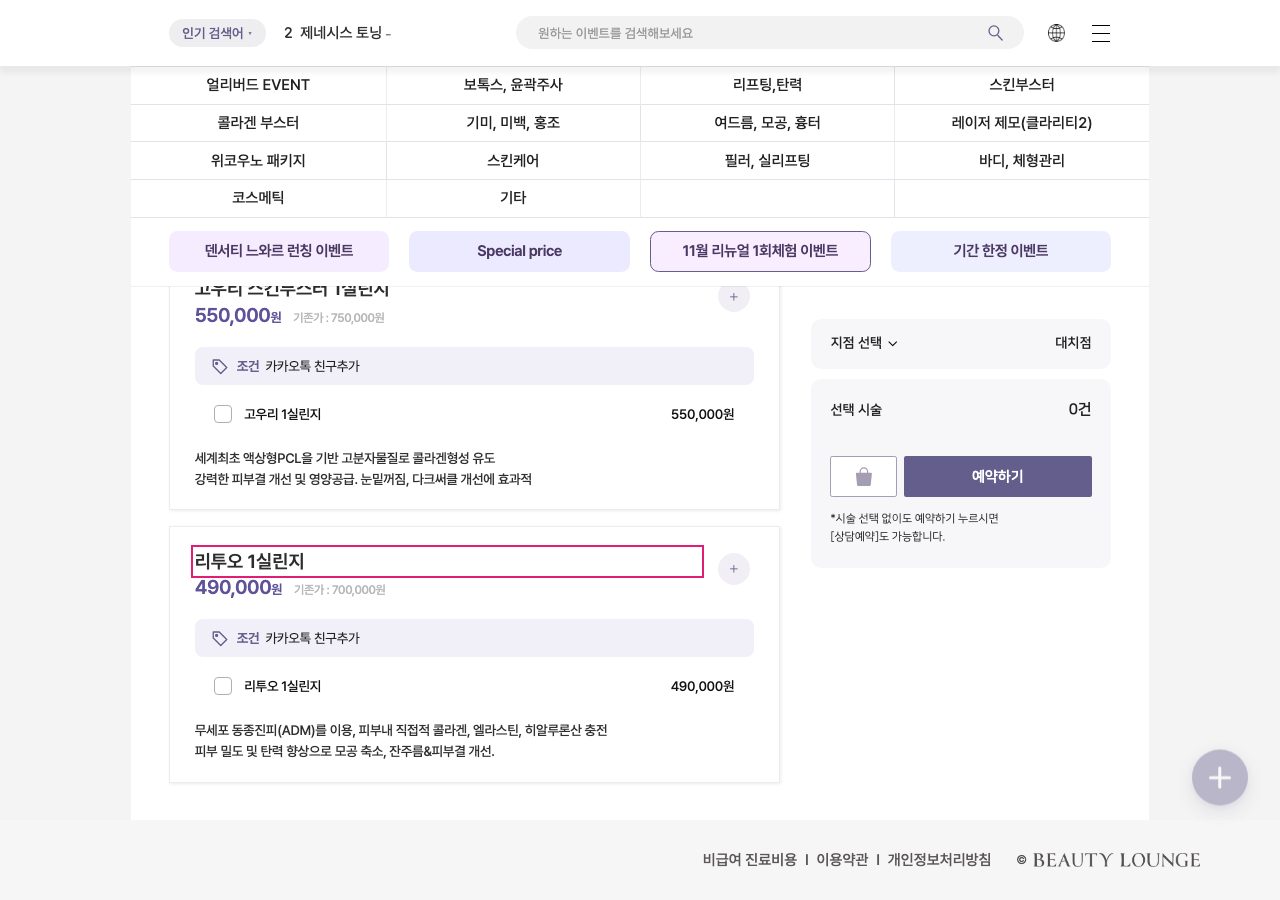 인기 검색어
2 제네시스 토닝 -
원하는 이벤트를 검색해보세요
얼리버드 EVENT
보톡스, 윤곽주사
리프팅,탄력
스킨부스터
콜라겐 부스터
기미, 미백, 홍조
여드름, 모공, 흉터
레이저 제모(클라리티2)
위코우노 패키지
스킨케어
필러, 실리프팅
바디, 체형관리
코스메틱
기타
덴서티 느와르 런칭 이벤트
Special price
11월 리뉴얼 1회체험 이벤트
기간 한정 이벤트
고우리 스킨부스터 1실린지
550,000원 기존가 : 750,000원
조건 카카오톡 친구추가
고우리 1실린지 550,000원
세계최초 액상형PCL을 기반 고분자물질로 콜라겐형성 유도
강력한 피부결 개선 및 영양공급. 눈밑꺼짐, 다크써클 개선에 효과적
리투오 1실린지
490,000원 기존가 : 700,000원
조건 카카오톡 친구추가
리투오 1실린지 490,000원
무세포 동종진피(ADM)를 이용, 피부내 직접적 콜라겐, 엘라스틴, 히알루론산 충전
피부 밀도 및 탄력 향상으로 모공 축소, 잔주름&피부결 개선.
지점 선택 대치점
선택 시술 0건
예약하기
*시술 선택 없이도 예약하기 누르시면
[상담예약]도 가능합니다.
비급여 진료비용 | 이용약관 | 개인정보처리방침 © BEAUTY LOUNGE